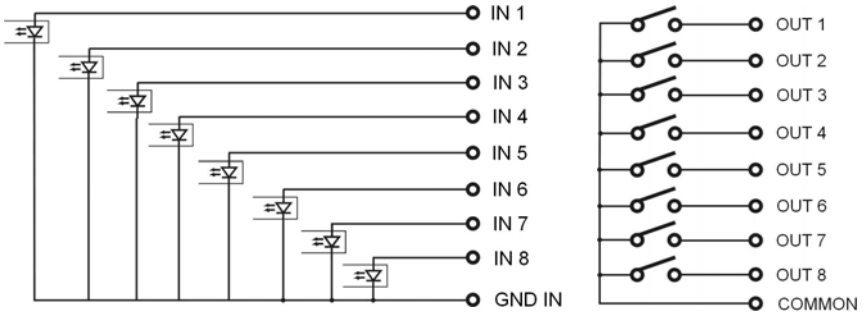 IN 1
IN 2
IN 3
IN 4
IN 5
IN 6
IN 7
IN 8
GND IN
OUT 1
OUT 2
OUT 3
OUT 4
OUT 5
OUT 6
OUT 7
OUT 8
COMMON